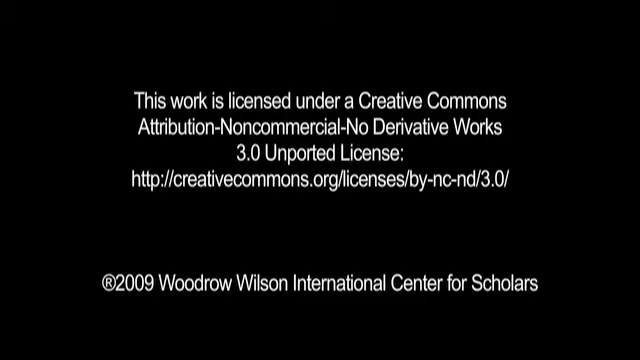 This work is licensed under a Creative Commons
Attribution-Noncommercial-No Derivative Works
3.0 Unported License:
http://creativecommons.org/licenses/by-nc-nd/3.0/
®2009 Woodrow Wilson International Center for Scholars